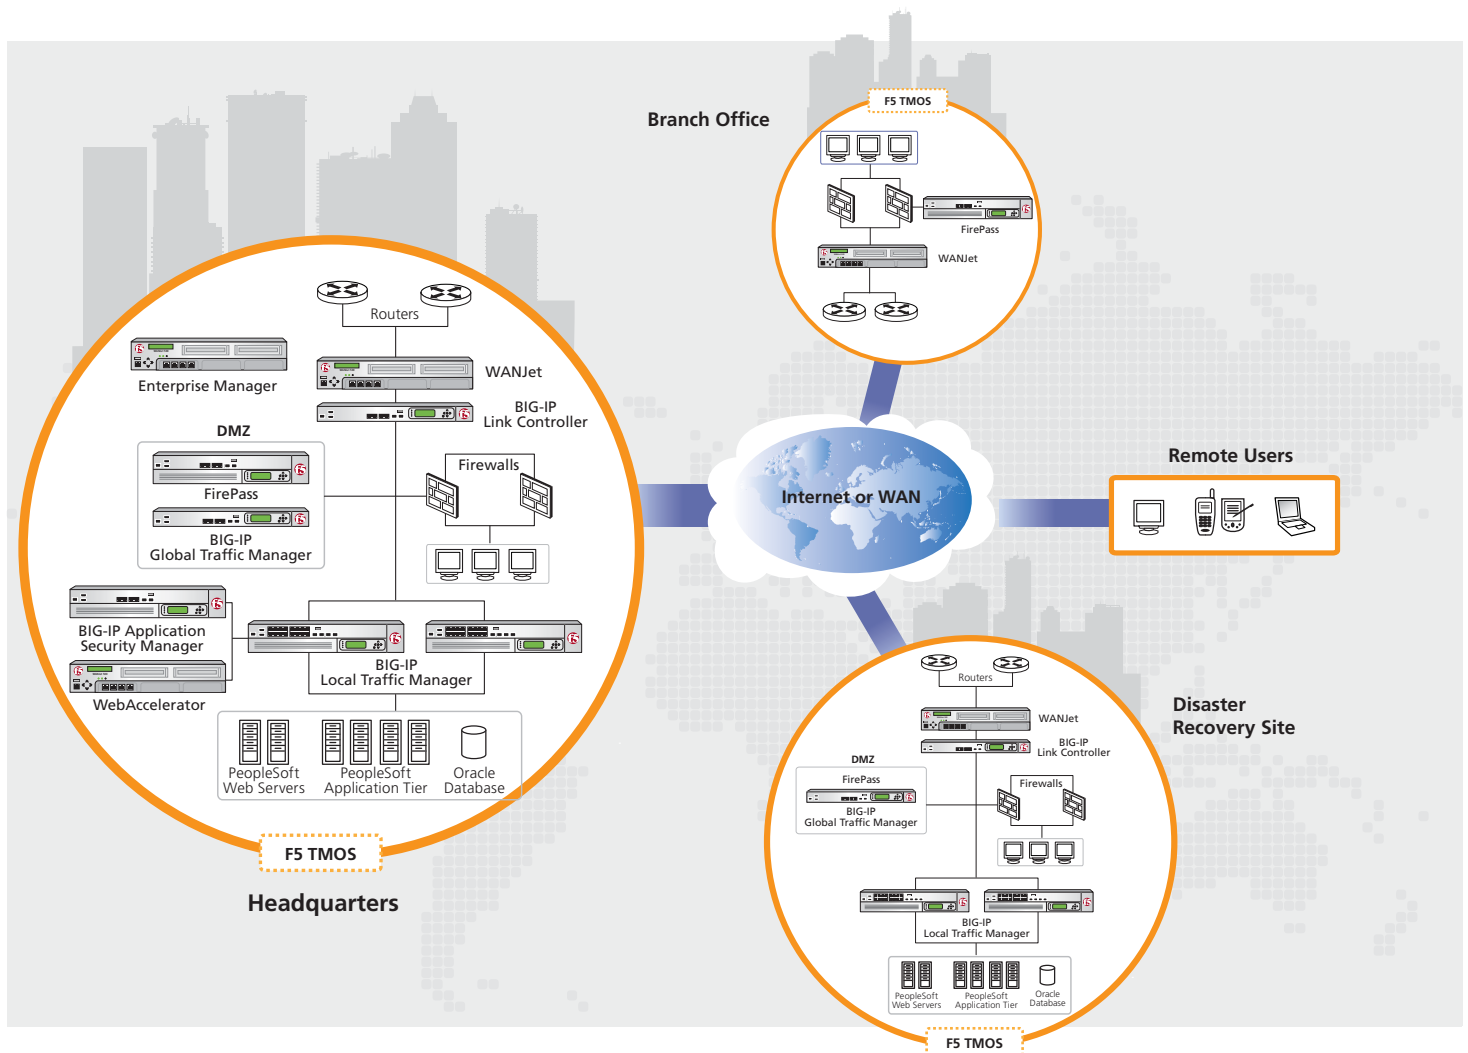 Branch Office
F5 TMOS
FirePass
WANJet
Routers
Enterprise Manager
WANJet
BIG-IP
Link Controller
DMZ
FirePass
BIG-IP
Global Traffic Manager
Firewalls
BIG-IP Application
Security Manager
WebAccelerator
BIG-IP
Local Traffic Manager
PeopleSoft
Web Servers
PeopleSoft
Application Tier
Oracle
Database
F5 TMOS
Headquarters
Internet or WAN
Remote Users
Disaster
Recovery Site
Routers
WANJet
BIG-IP
Link Controller
DMZ
FirePass
BIG-IP
Global Traffic Manager
Firewalls
BIG-IP
Local Traffic Manager
PeopleSoft
Web Servers
PeopleSoft
Application Tier
Oracle
Database
F5 TMOS